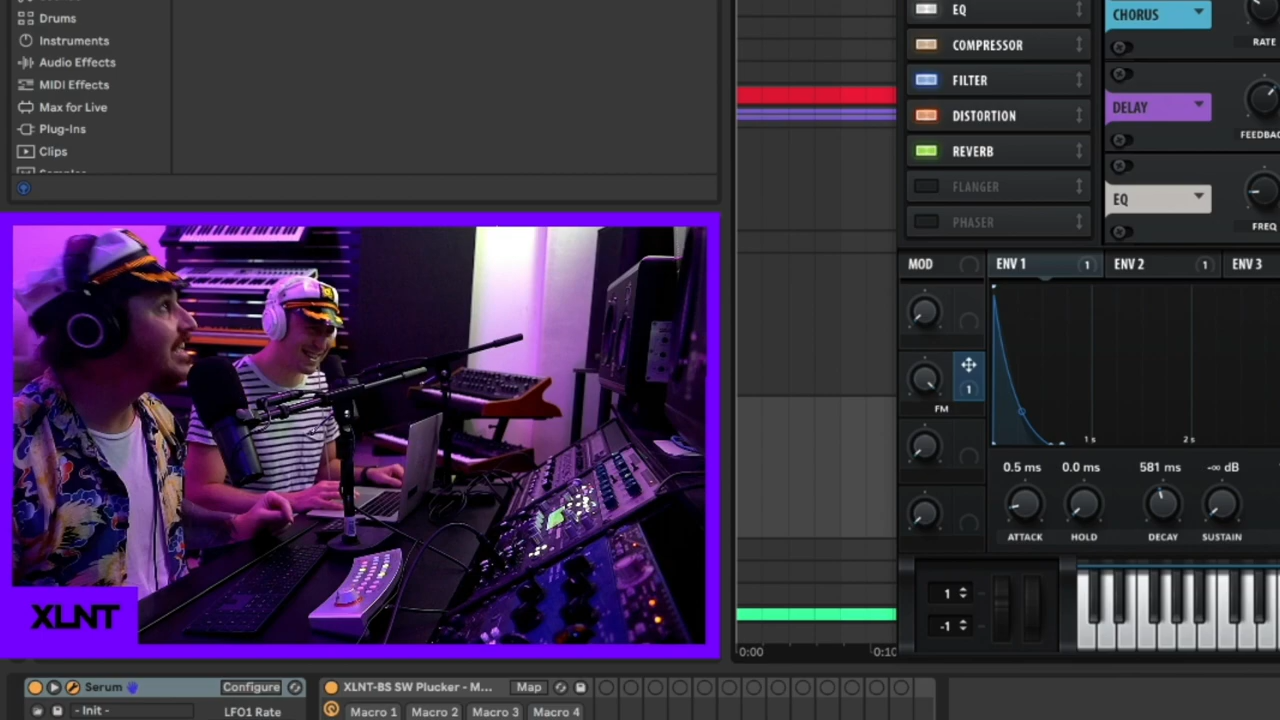 Drums
Instruments
Audio Effects
MIDI Effects
Max for Live
Plug-Ins
Clips
XLNT
Serum
Configure
- Init -
LFO1 Rate
XLNT-BS SW Plucker - M...
Map
Macro 1 Macro 2 Macro 3 Macro 4
0:00 0:10
EQ
COMPRESSOR
FILTER
DISTORTION
REVERB
FLANGER
PHASER
CHORUS
RATE
DELAY
FEEDBAC
EQ
FREQ
MOD
ENV 1 1
ENV 2 1
ENV 3
1
FM
1 s 2 s
0.5 ms 0.0 ms 581 ms -∞ dB
ATTACK HOLD DECAY SUSTAIN
1
-1